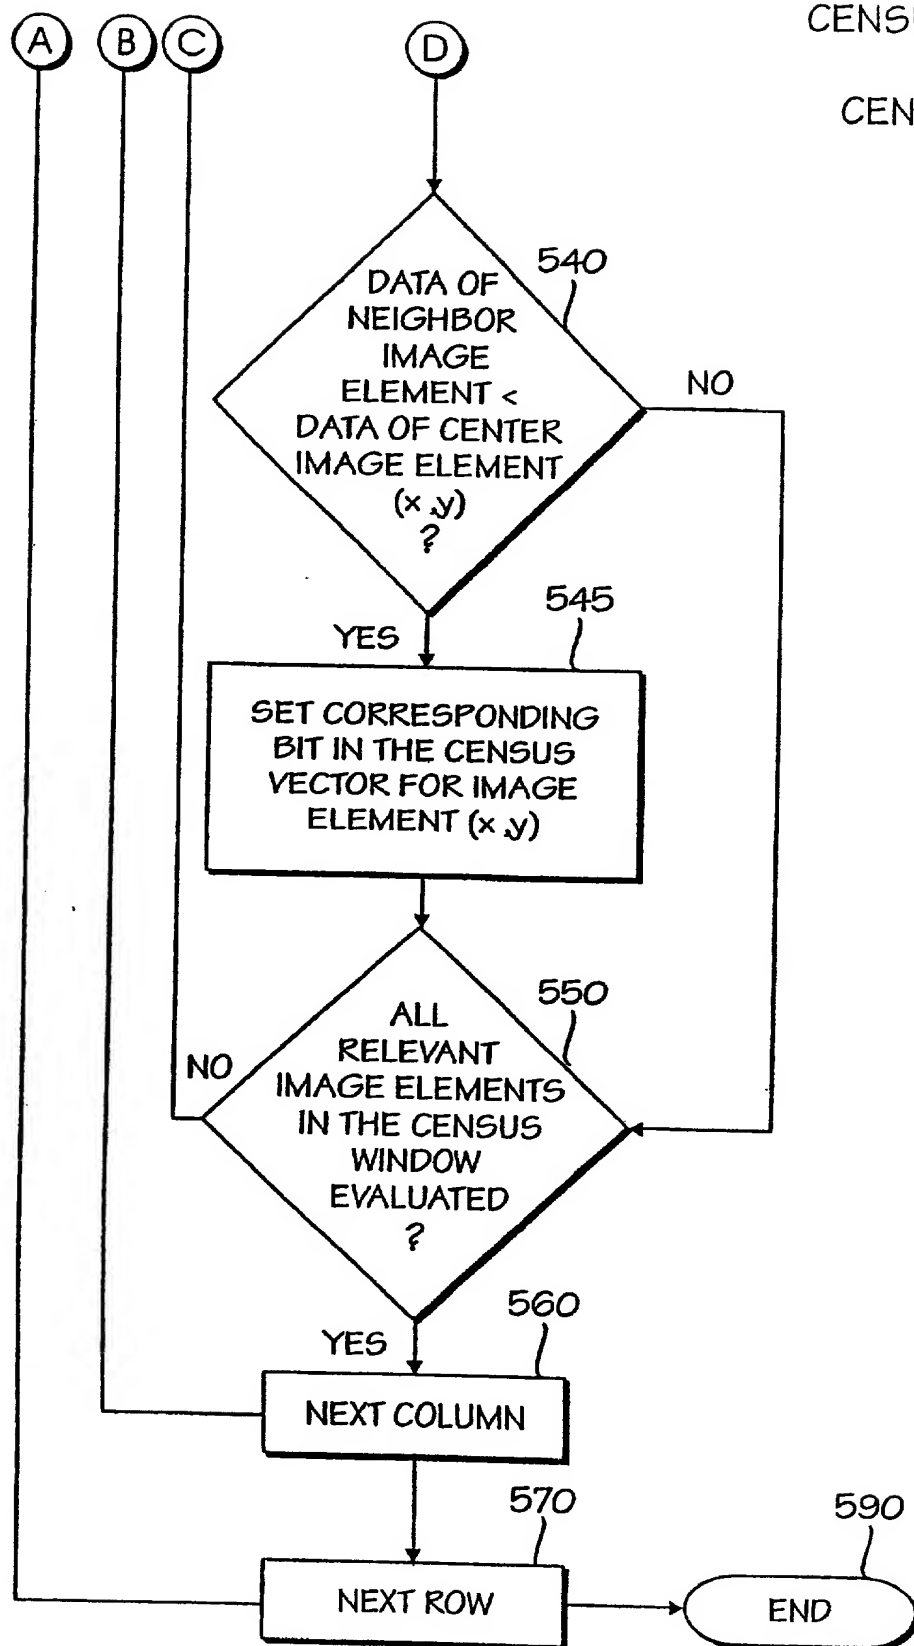 A B C D
CENS
CEN
540
DATA OF
NEIGHBOR
IMAGE
ELEMENT <
DATA OF CENTER
IMAGE ELEMENT
(x,y)
?
NO
545
YES
SET CORRESPONDING
BIT IN THE CENSUS
VECTOR FOR IMAGE
ELEMENT (x,y)
550
ALL
RELEVANT
IMAGE ELEMENTS
IN THE CENSUS
WINDOW
EVALUATED
?
NO
560
YES
NEXT COLUMN
570
590
NEXT ROW
END